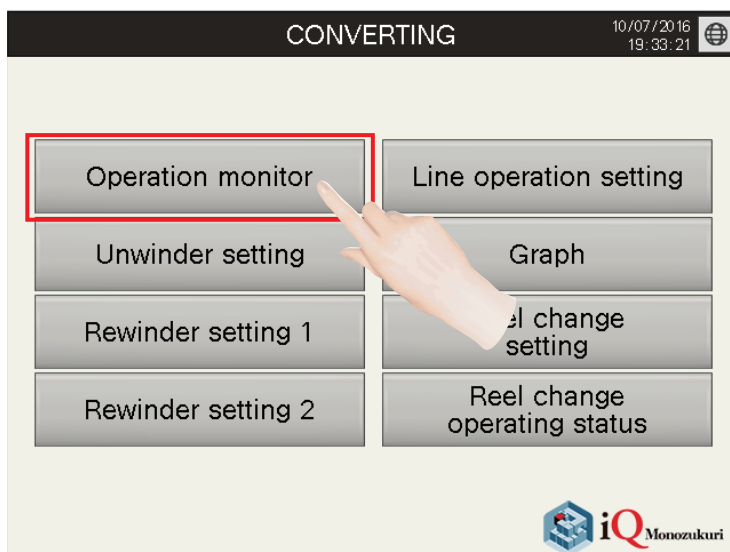 CONVERTING
10/07/2016
19:33:21
Operation monitor
Line operation setting
Unwinder setting
Graph
Rewinder setting 1
change
setting
Rewinder setting 2
Reel change
operating status
iQ Monozukuri